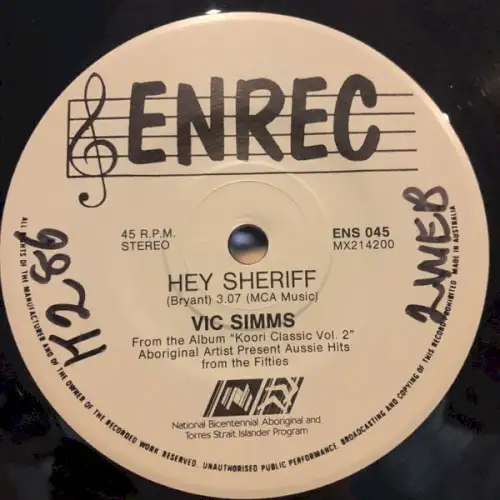 ENREC
45 R.P.M.
STEREO
ENS 045
MX214200
HEY SHERIFF
(Bryant) 3.07 (MCA Music)
VIC SIMMS
From the Album "Koori Classic Vol. 2"
Aboriginal Artist Present Aussie Hits
from the Fifties
National Bicentennial Aboriginal and
Torres Strait Islander Program
K286
2WEB
ALL RIGHTS OF THE MANUFACTURER AND OF THE OWNER OF THE RECORDED WORK RESERVED. UNAUTHORISED PUBLIC PERFORMANCE, BROADCASTING AND COPYING OF THIS RECORD PROHIBITED MADE IN AUSTRALIA